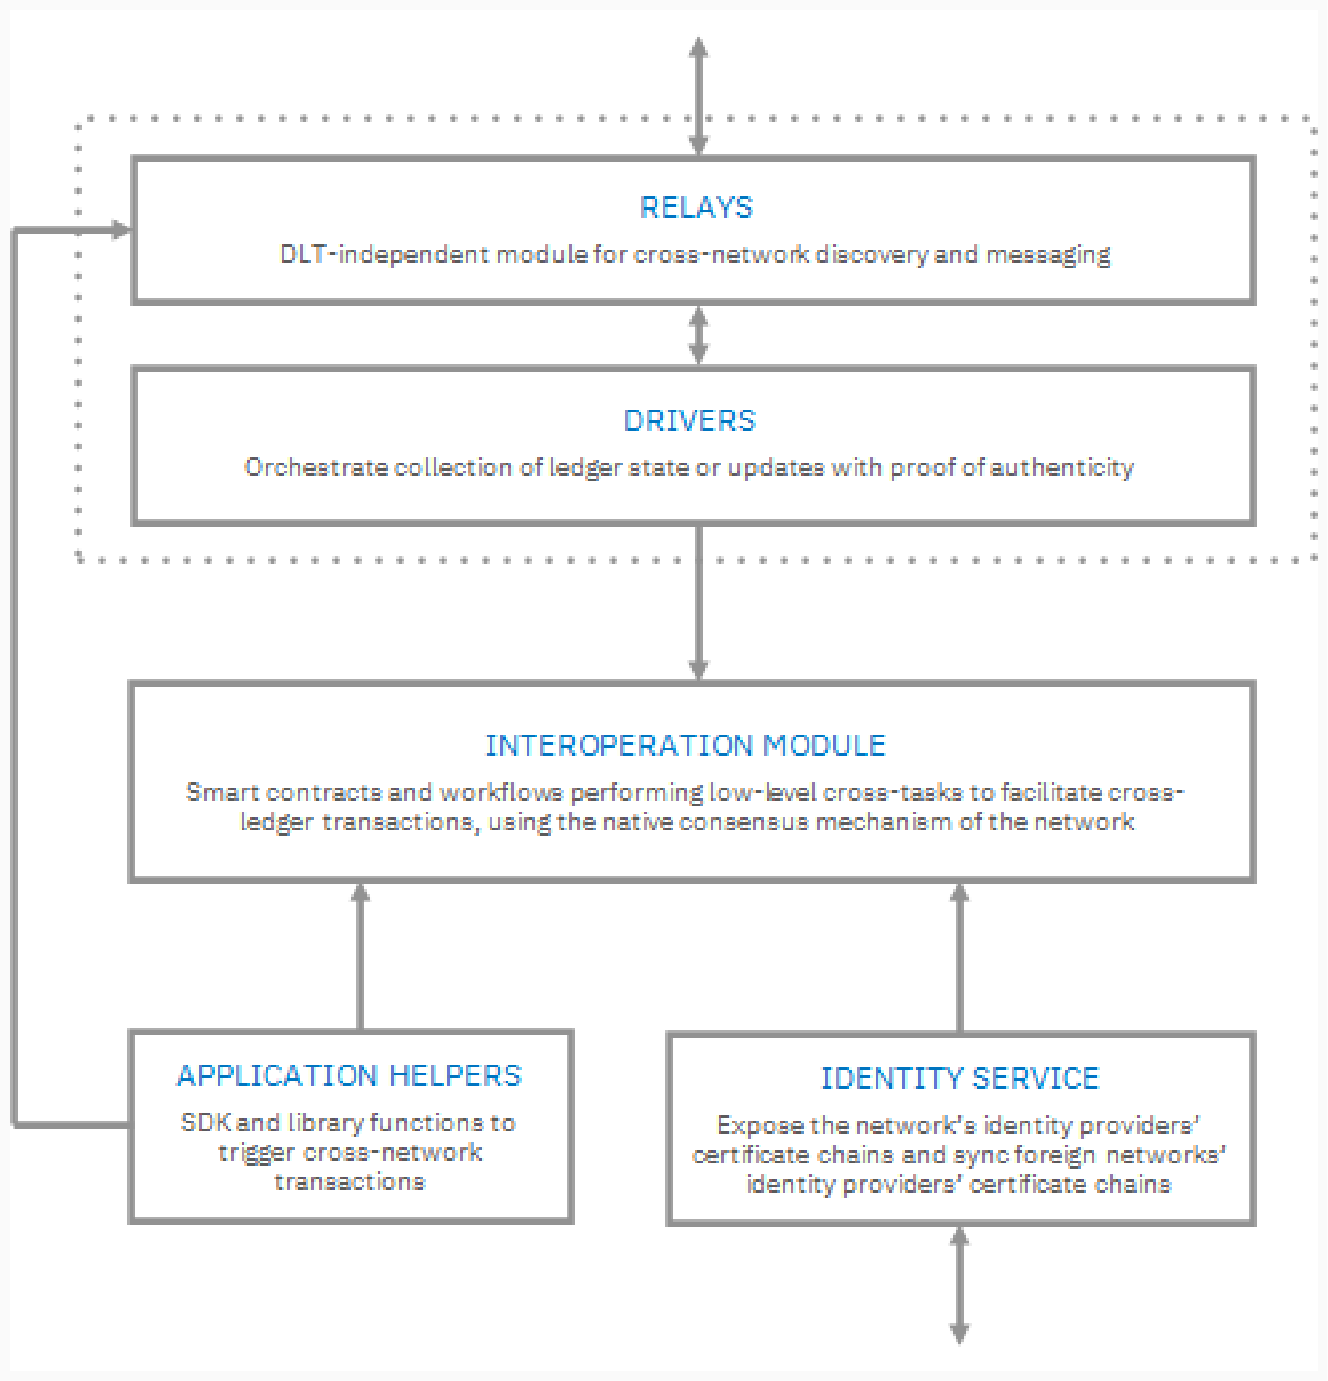 RELAYS
DLT-independent module for cross-network discovery and messaging
DRIVERS
Orchestrate collection of ledger state or updates with proof of authenticity
INTEROPERATION MODULE
Smart contracts and workflows performing low-level cross-tasks to facilitate cross-
ledger transactions, using the native consensus mechanism of the network
APPLICATION HELPERS
SDK and library functions to
trigger cross-network
transactions
IDENTITY SERVICE
Expose the network's identity providers'
certificate chains and sync foreign networks'
identity providers' certificate chains